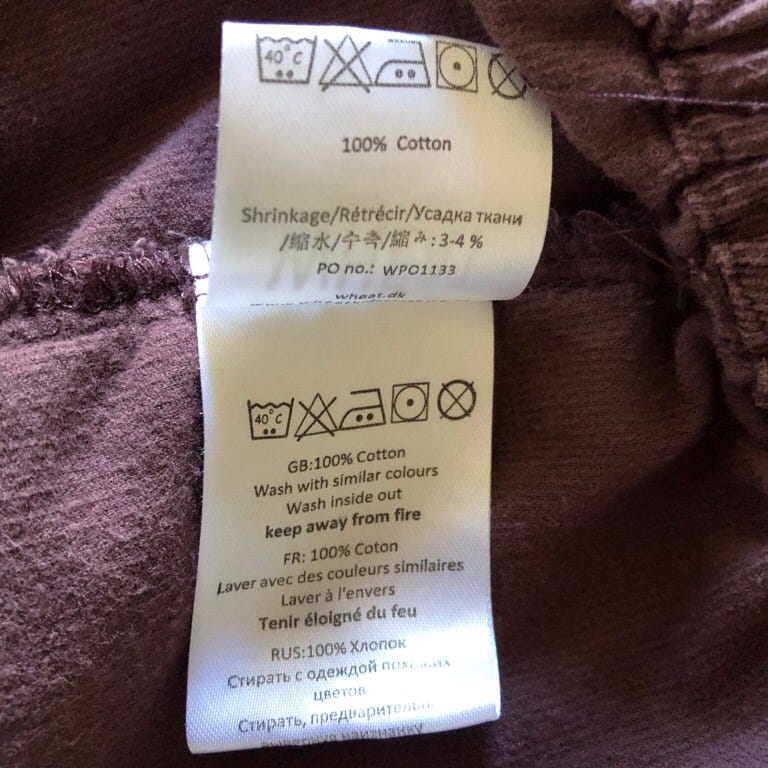 40°C
100% Cotton
Shrinkage/Rétrécir/Усадка ткани
/缩水/수축/縮み:3-4 %
PO no.: WPO1133
wheat.dk
40°C
GB:100% Cotton
Wash with similar colours
Wash inside out
keep away from fire
FR: 100% Coton
Laver avec des couleurs similaires
Laver à l'envers
Tenir éloigné du feu
RUS:100% Хлопок
Стирать с одеждой
цветов
Стирать,